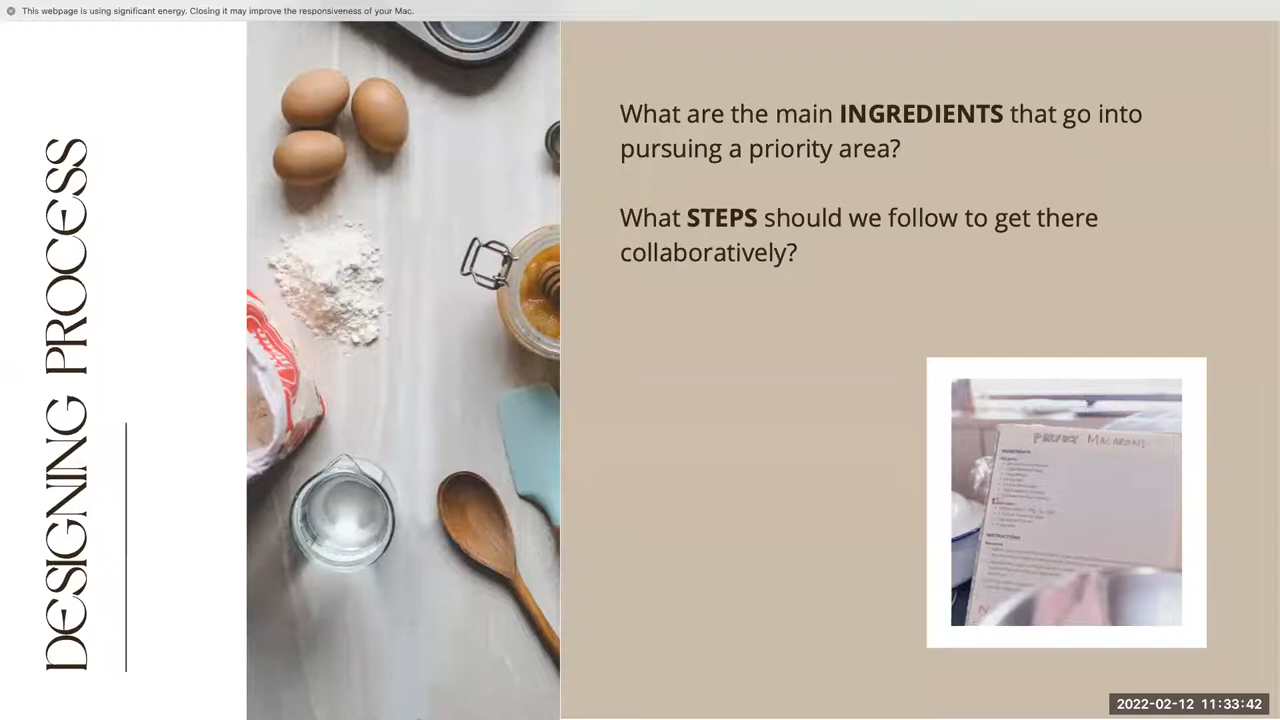 This webpage is using significant energy. Closing it may improve the responsiveness of your Mac.
DESIGNING PROCESS
What are the main INGREDIENTS that go into
pursuing a priority area?
What STEPS should we follow to get there
collaboratively?
MACARONS
INGREDIENTS
INSTRUCTIONS
2022-02-12 11:33:42